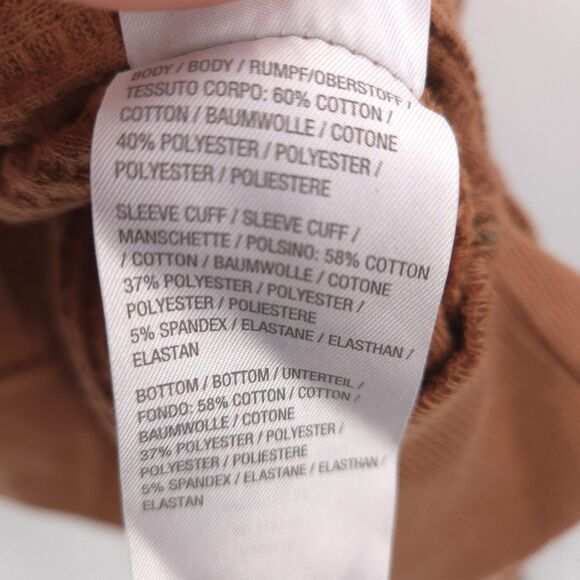 BODY / BODY / RUMPF/OBERSTOFF /
TESSUTO CORPO: 60% COTTON /
COTTON / BAUMWOLLE / COTONE
40% POLYESTER / POLYESTER /
POLYESTER / POLIESTERE
SLEEVE CUFF / SLEEVE CUFF /
MANSCHETTE / POLSINO: 58% COTTON
/ COTTON / BAUMWOLLE / COTONE
37% POLYESTER / POLYESTER /
POLYESTER / POLIESTERE
5% SPANDEX / ELASTANE / ELASTHAN /
ELASTAN
BOTTOM / BOTTOM / UNTERTEIL /
FONDO: 58% COTTON / COTTON /
BAUMWOLLE / COTONE
37% POLYESTER / POLYESTER /
POLYESTER / POLIESTERE
5% SPANDEX / ELASTANE / ELASTHAN /
ELASTAN